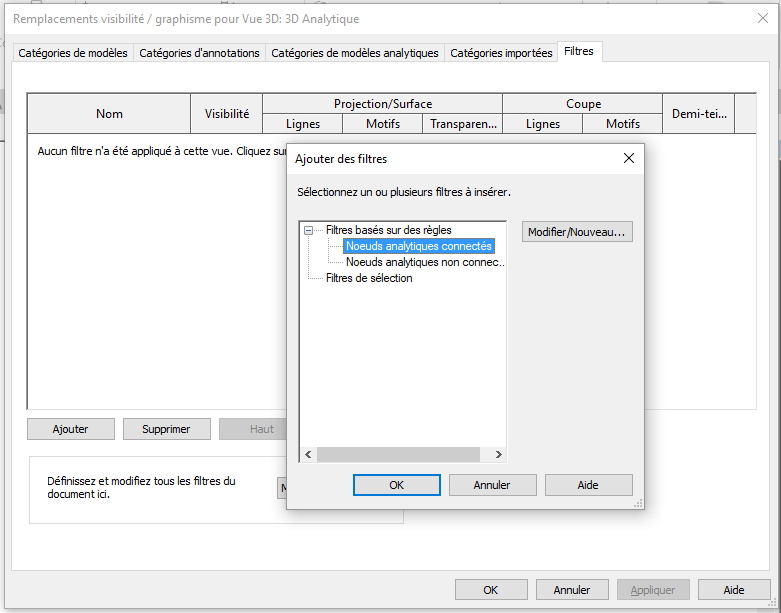 Remplacements visibilité / graphisme pour Vue 3D: 3D Analytique
Catégories de modèles
Catégories d'annotations
Catégories de modèles analytiques
Catégories importées
Filtres
Nom
Visibilité
Projection/Surface
Coupe
Demi-tei...
Lignes
Motifs
Transparen...
Lignes
Motifs
Aucun filtre n'a été appliqué à cette vue. Cliquez su
Ajouter des filtres
Sélectionnez un ou plusieurs filtres à insérer.
Filtres basés sur des règles
Modifier/Nouveau...
Noeuds analytiques connectés
Noeuds analytiques non connec..
Filtres de sélection
Ajouter
Supprimer
Haut
Définissez et modifiez tous les filtres du
document ici.
OK
Annuler
Aide
OK
Annuler
Appliquer
Aide